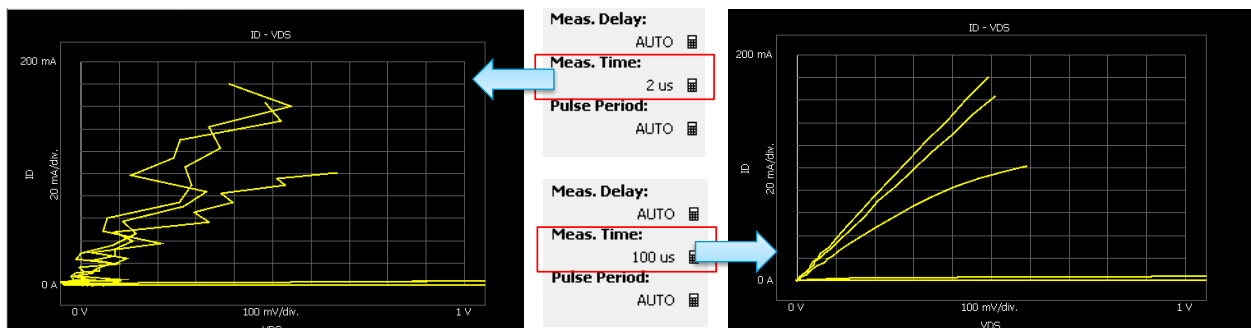 ID - VDS
200 mA
ID
20 mA/div.
0 A
0 V
100 mV/div.
1 V
VDS
Meas. Delay:
AUTO
Meas. Time:
2 us
Pulse Period:
AUTO
Meas. Delay:
AUTO
Meas. Time:
100 us
Pulse Period:
AUTO
ID - VDS
200 mA
ID
20 mA/div.
0 A
0 V
100 mV/div.
1 V
VDS